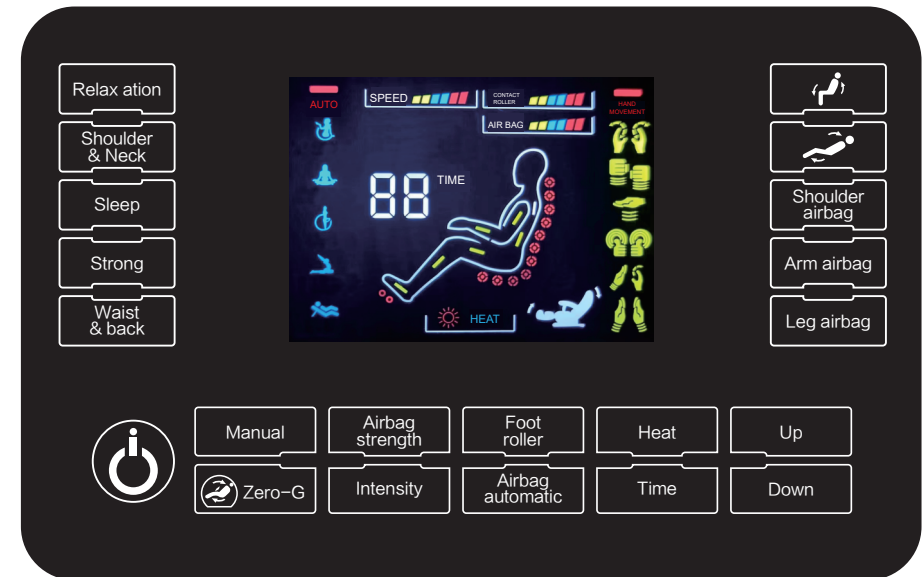 Relax ation
Shoulder
& Neck
Sleep
Strong
Waist
& back
AUTO
SPEED
CONTACT
ROLLER
AIR BAG
HAND
MOVEMENT
88
TIME
HEAT
Shoulder
airbag
Arm airbag
Leg airbag
Manual
Airbag
strength
Foot
roller
Heat
Up
Zero-G
Intensity
Airbag
automatic
Time
Down